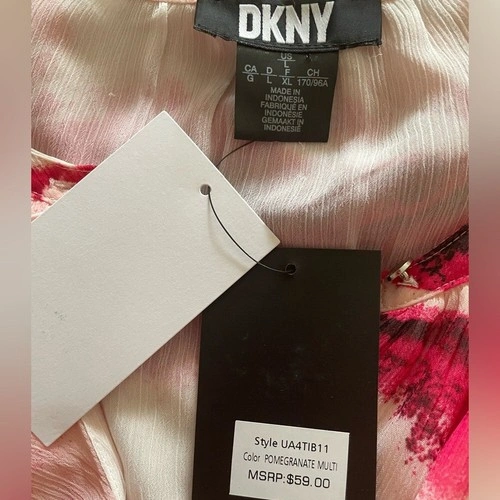 DKNY
US
L
CA D F CH
G L XL 170/96A
MADE IN
INDONESIA
FABRIQUÉ EN
INDONÉSIE
GEMAAKT IN
INDONESIË
Style UA4TIB11
Color POMEGRANATE MULTI
MSRP:$59.00